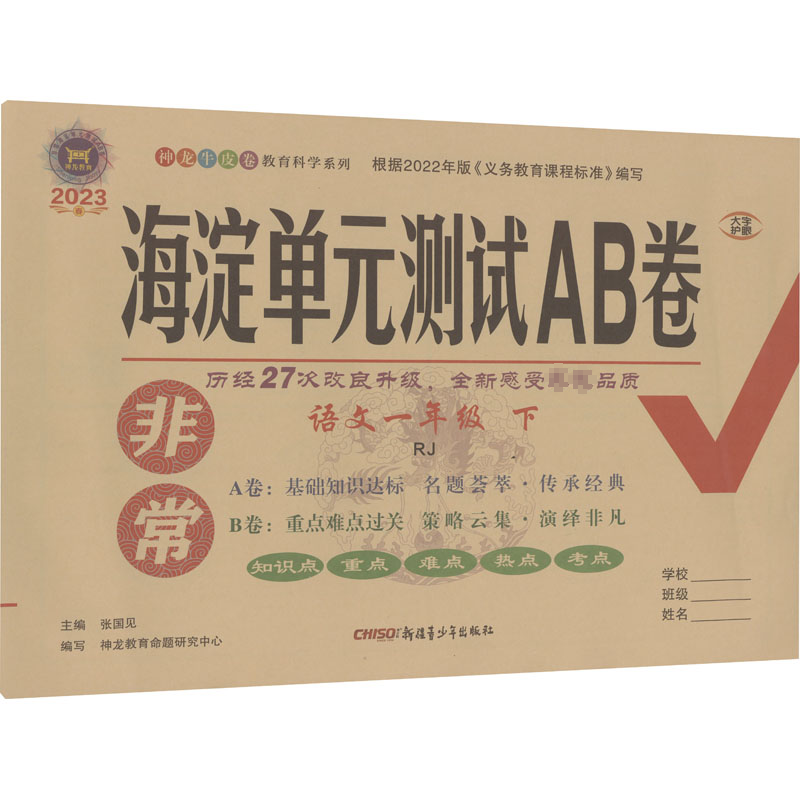 神龙牛皮卷教育科学系列 根据2022年版《义务教育课程标准》编写
神龙教育
2023
春
海淀单元测试AB卷
大字
护眼
历经27次改良升级，全新感受 品质
非常
语文一年级 下
RJ
A卷：基础知识达标 名题荟萃·传承经典
B卷：重点难点过关 策略云集·演绎非凡
知识点 重点 难点 热点 考点
学校
班级
姓名
主编 张国见
编写 神龙教育命题研究中心
CHISO 新疆青少年出版社